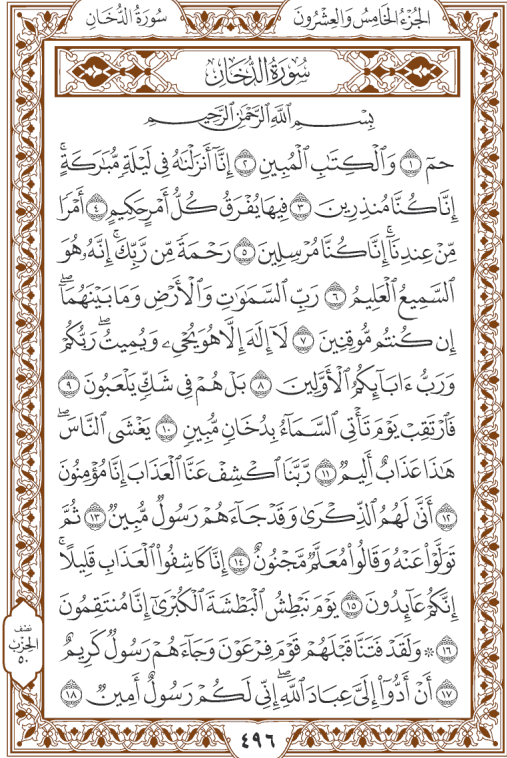 الجُزْءُ الخَامِسُ وَالعِشْرُونَ
سُورَةُ الدُّخَانِ
سُورَةُ الدُّخَانِ
بِسْمِ ٱللَّهِ ٱلرَّحْمَٰنِ ٱلرَّحِيمِ
حمٓ ١ وَٱلْكِتَٰبِ ٱلْمُبِينِ ٢ إِنَّآ أَنزَلْنَٰهُ فِى لَيْلَةٍ مُّبَٰرَكَةٍ ۚ
إِنَّا كُنَّا مُنذِرِينَ ٣ فِيهَا يُفْرَقُ كُلُّ أَمْرٍ حَكِيمٍ ٤ أَمْرًا
مِّنْ عِندِنَآ ۚ إِنَّا كُنَّا مُرْسِلِينَ ٥ رَحْمَةً مِّن رَّبِّكَ ۚ إِنَّهُۥ هُوَ
ٱلسَّمِيعُ ٱلْعَلِيمُ ٦ رَبِّ ٱلسَّمَٰوَٰتِ وَٱلْأَرْضِ وَمَا بَيْنَهُمَآ ۖ
إِن كُنتُم مُّوقِنِينَ ٧ لَآ إِلَٰهَ إِلَّا هُوَ يُحْىِۦ وَيُمِيتُ ۖ رَبُّكُمْ
وَرَبُّ ءَابَآئِكُمُ ٱلْأَوَّلِينَ ٨ بَلْ هُمْ فِى شَكٍّ يَلْعَبُونَ ٩
فَٱرْتَقِبْ يَوْمَ تَأْتِى ٱلسَّمَآءُ بِدُخَانٍ مُّبِينٍ ١٠ يَغْشَى ٱلنَّاسَ ۖ
هَٰذَا عَذَابٌ أَلِيمٌ ١١ رَّبَّنَا ٱكْشِفْ عَنَّا ٱلْعَذَابَ إِنَّا مُؤْمِنُونَ
١٢ أَنَّىٰ لَهُمُ ٱلذِّكْرَىٰ وَقَدْ جَآءَهُمْ رَسُولٌ مُّبِينٌ ١٣ ثُمَّ
تَوَلَّوْا۟ عَنْهُ وَقَالُوا۟ مُعَلَّمٌ مَّجْنُونٌ ١٤ إِنَّا كَاشِفُوا۟ ٱلْعَذَابِ قَلِيلًا ۚ
إِنَّكُمْ عَآئِدُونَ ١٥ يَوْمَ نَبْطِشُ ٱلْبَطْشَةَ ٱلْكُبْرَىٰٓ إِنَّا مُنتَقِمُونَ
١٦ ۞ وَلَقَدْ فَتَنَّا قَبْلَهُمْ قَوْمَ فِرْعَوْنَ وَجَآءَهُمْ رَسُولٌ كَرِيمٌ
١٧ أَنْ أَدُّوٓا۟ إِلَىَّ عِبَادَ ٱللَّهِ ۖ إِنِّى لَكُمْ رَسُولٌ أَمِينٌ ١٨
نصف
الحزب
٥٠
٤٩٦